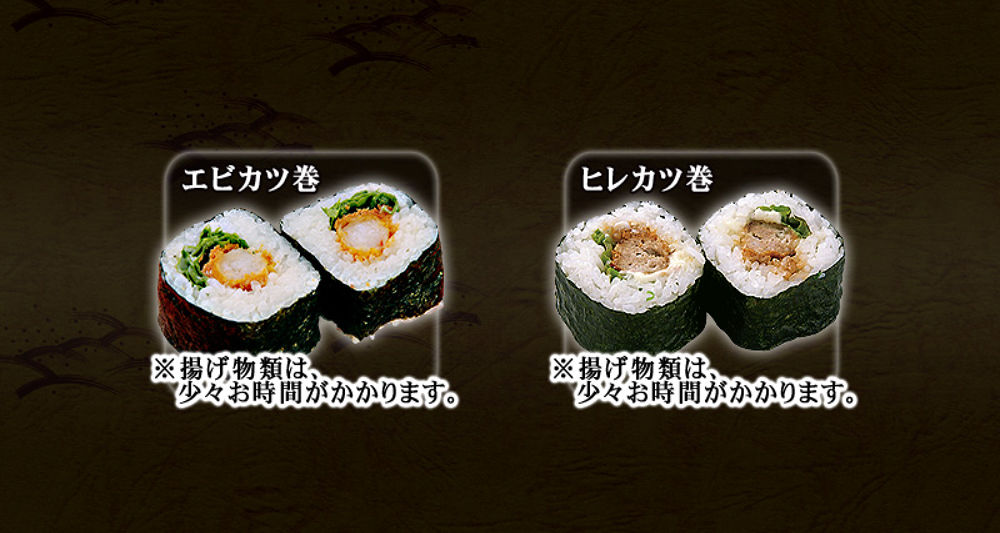 エビカツ巻
※揚げ物類は、
少々お時間がかかります。
ヒレカツ巻
※揚げ物類は、
少々お時間がかかります。